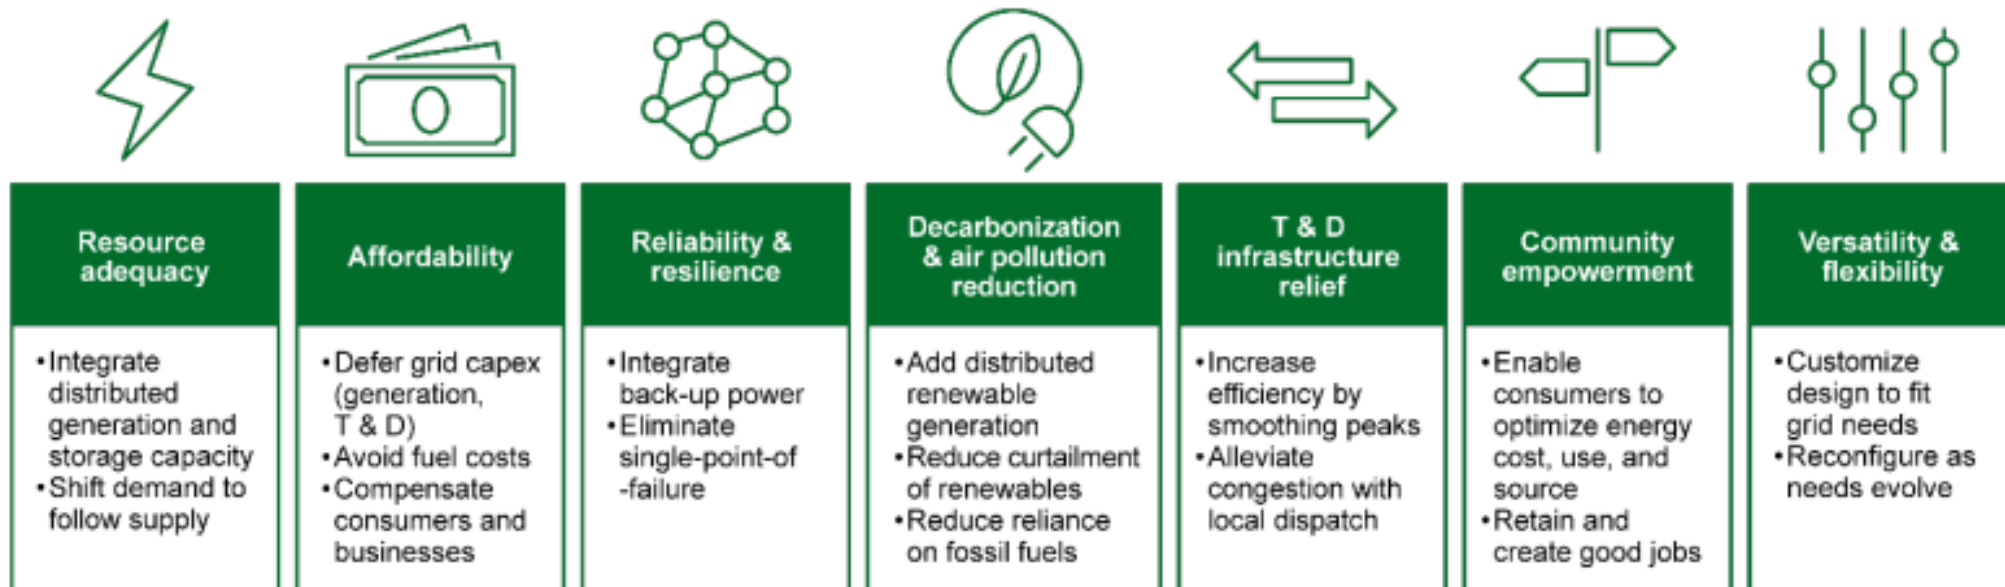 Resource
adequacy
•Integrate
distributed
generation and
storage capacity
•Shift demand to
follow supply
Affordability
•Defer grid capex
(generation,
T & D)
•Avoid fuel costs
•Compensate
consumers and
businesses
Reliability &
resilience
•Integrate
back-up power
•Eliminate
single-point-of
-failure
Decarbonization
& air pollution
reduction
•Add distributed
renewable
generation
•Reduce curtailment
of renewables
•Reduce reliance
on fossil fuels
T & D
infrastructure
relief
•Increase
efficiency by
smoothing peaks
•Alleviate
congestion with
local dispatch
Community
empowerment
•Enable
consumers to
optimize energy
cost, use, and
source
•Retain and
create good jobs
Versatility &
flexibility
•Customize
design to fit
grid needs
•Reconfigure as
needs evolve